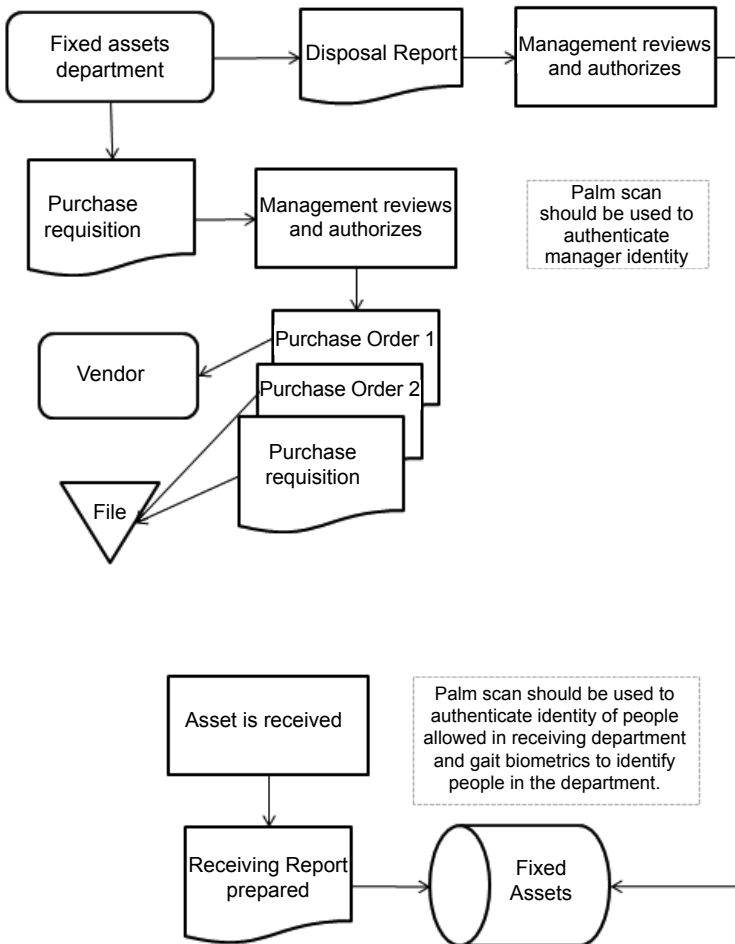 Fixed assets
department
Disposal Report
Management reviews
and authorizes
Purchase
requisition
Management reviews
and authorizes
Palm scan
should be used to
authenticate
manager identity
Purchase Order 1
Vendor
Purchase Order 2
Purchase
requisition
File
Asset is received
Palm scan should be used to
authenticate identity of people
allowed in receiving department
and gait biometrics to identify
people in the department.
Receiving Report
prepared
Fixed
Assets